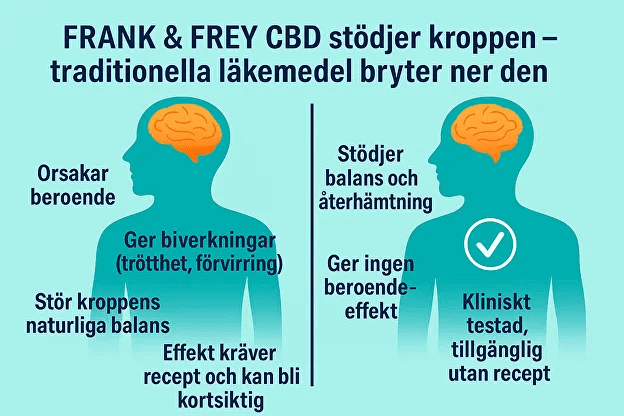 FRANK & FREY CBD stödjer kroppen –
traditionella läkemedel bryter ner den
Orsakar
beroende
Ger biverkningar
(trötthet, förvirring)
Stör kroppens
naturliga balans
Effekt kräver
recept och kan bli
kortsiktig
Stödjer
balans och
återhämtning
Ger ingen
beroende-
effekt
Kliniskt
testad,
tillgänglig
utan recept